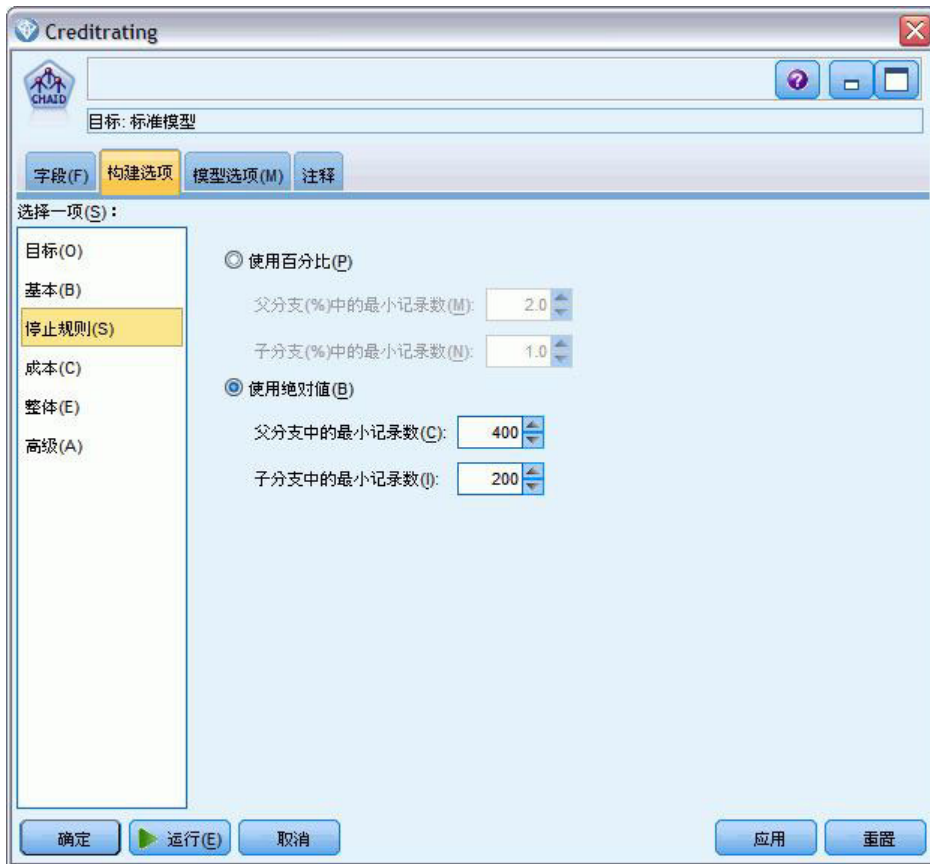 Creditrating
CHAID
目标: 标准模型
字段(F) 构建选项 模型选项(M) 注释
选择一项(S):
目标(O)
基本(B)
停止规则(S)
成本(C)
整体(E)
高级(A)
使用百分比(P)
父分支(%)中的最小记录数(M): 2.0
子分支(%)中的最小记录数(N): 1.0
使用绝对值(B)
父分支中的最小记录数(C): 400
子分支中的最小记录数(I): 200
确定 运行(E) 取消 应用 重置